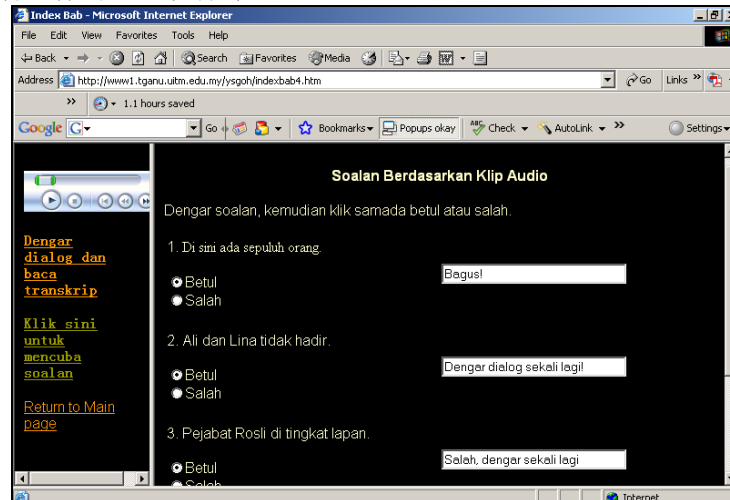 Index Bab - Microsoft Internet Explorer
File Edit View Favorites Tools Help
Back Search Favorites Media
Address http://www1.tganu.uitm.edu.my/ysgoh/indexbab4.htm Go Links »
» 1.1 hours saved
Google G Go Bookmarks Popups okay ABC Check AutoLink » Settings
Soalan Berdasarkan Klip Audio
Dengar soalan, kemudian klik samada betul atau salah.
Dengar
dialog dan
baca
transkrip
Klik sini
untuk
mencuba
soalan
Return to Main
page
1. Di sini ada sepuluh orang.
Betul
Salah
Bagus!
2. Ali dan Lina tidak hadir.
Betul
Salah
Dengar dialog sekali lagi!
3. Pejabat Rosli di tingkat lapan.
Betul
Salah
Salah, dengar sekali lagi
Internet